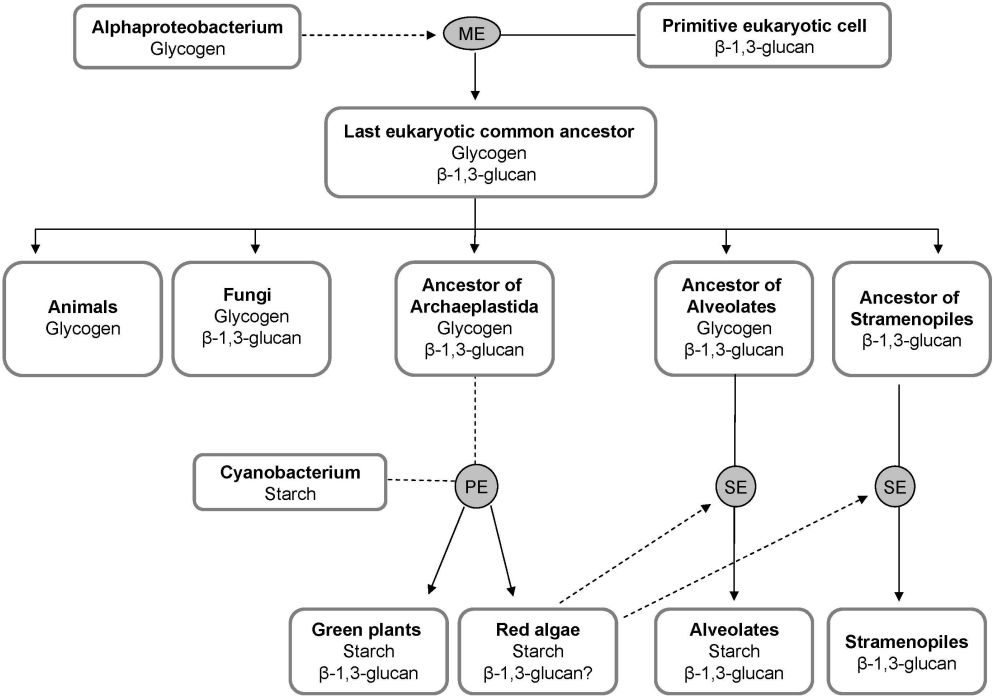 Alphaproteobacterium
Glycogen
ME
Primitive eukaryotic cell
β-1,3-glucan
Last eukaryotic common ancestor
Glycogen
β-1,3-glucan
Animals
Glycogen
Fungi
Glycogen
β-1,3-glucan
Ancestor of
Archaeplastida
Glycogen
β-1,3-glucan
Ancestor of
Alveolates
Glycogen
β-1,3-glucan
Ancestor of
Stramenopiles
β-1,3-glucan
Cyanobacterium
Starch
PE
SE
SE
Green plants
Starch
β-1,3-glucan
Red algae
Starch
β-1,3-glucan?
Alveolates
Starch
β-1,3-glucan
Stramenopiles
β-1,3-glucan